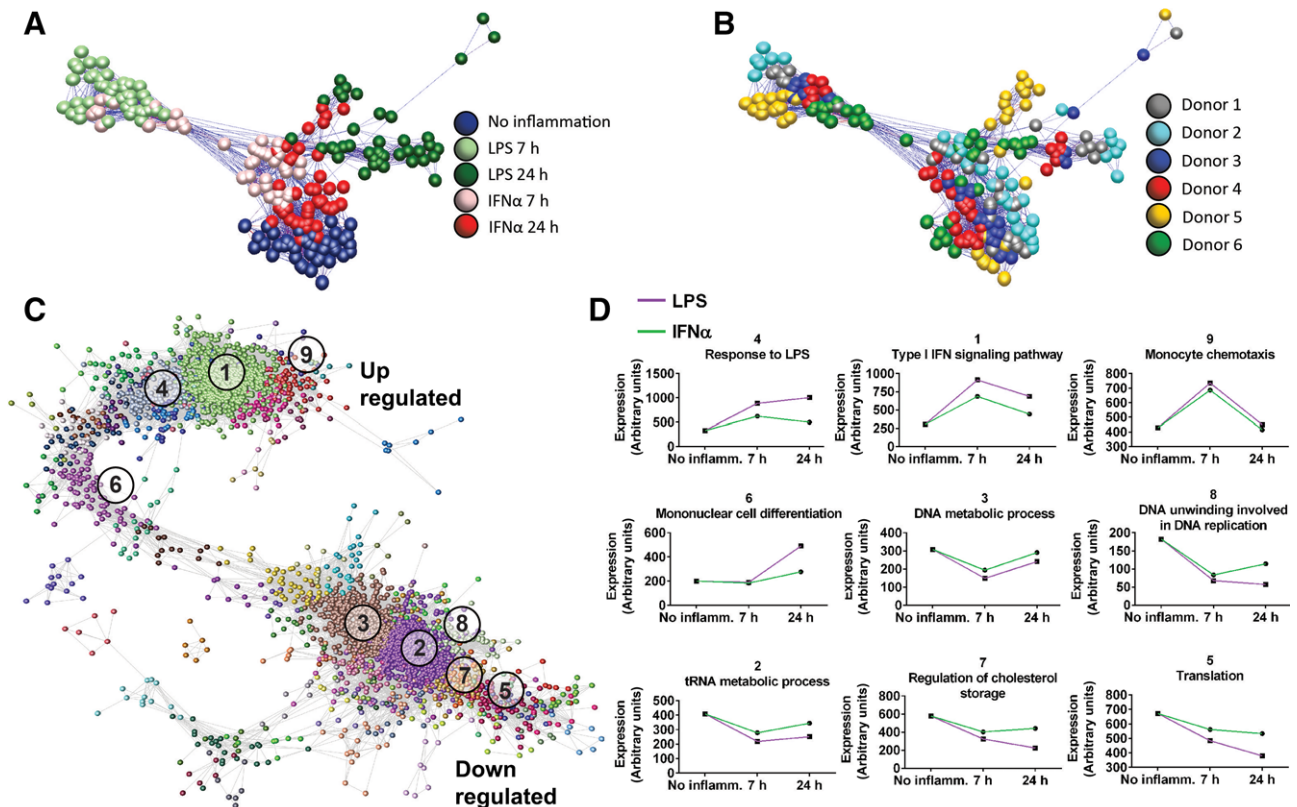 A
No inflammation
LPS 7 h
LPS 24 h
IFNα 7 h
IFNα 24 h
B
Donor 1
Donor 2
Donor 3
Donor 4
Donor 5
Donor 6
C
9
1
4
Up
regulated
6
3
8
2
7
5
Down
regulated
D
LPS
IFNα
4
Response to LPS
Expression
(Arbitrary units)
1500
1000
500
0
No inflamm. 7 h 24 h
1
Type I IFN signaling pathway
Expression
(Arbitrary units)
1000
750
500
250
0
No inflamm. 7 h 24 h
9
Monocyte chemotaxis
Expression
(Arbitrary units)
800
700
600
500
400
300
No inflamm. 7 h 24 h
6
Mononuclear cell differentiation
Expression
(Arbitrary units)
600
400
200
0
No inflamm. 7 h 24 h
3
DNA metabolic process
Expression
(Arbitrary units)
400
300
200
100
0
No inflamm. 7 h 24 h
8
DNA unwinding involved
in DNA replication
Expression
(Arbitrary units)
200
150
100
50
0
No inflamm. 7 h 24 h
2
tRNA metabolic process
Expression
(Arbitrary units)
500
400
300
200
100
0
No inflamm. 7 h 24 h
7
Regulation of cholesterol
storage
Expression
(Arbitrary units)
800
600
400
200
0
No inflamm. 7 h 24 h
5
Translation
Expression
(Arbitrary units)
800
700
600
500
400
300
No inflamm. 7 h 24 h